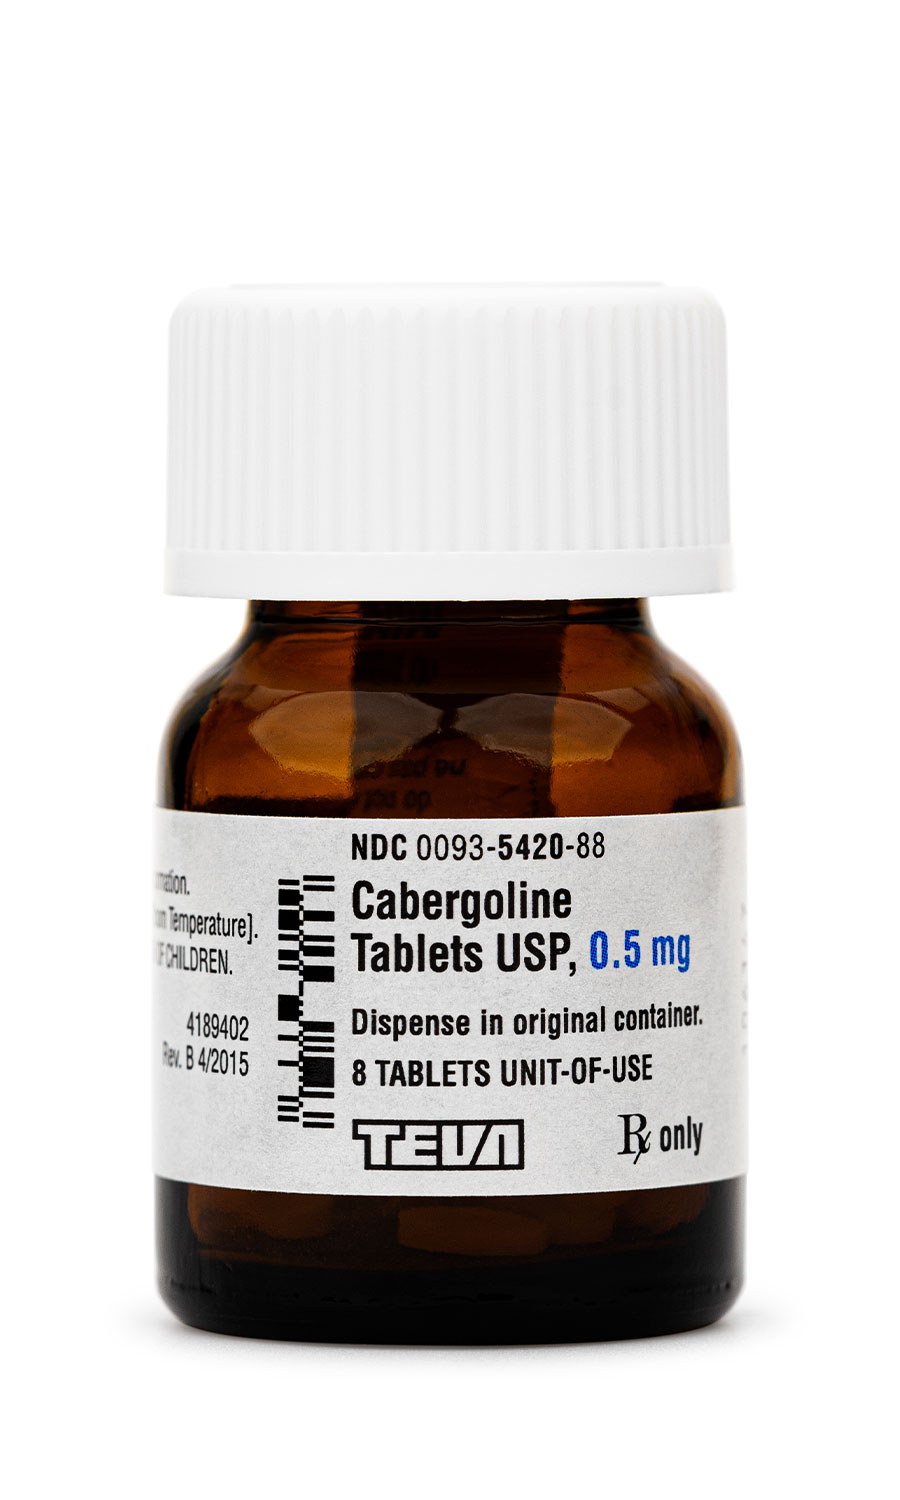 NDC 0093-5420-88
Cabergoline
Tablets USP, 0.5 mg
Dispense in original container.
8 TABLETS UNIT-OF-USE
TEVA
Rx only
Temperature].
OF CHILDREN.
4189402
Rev. B 4/2015